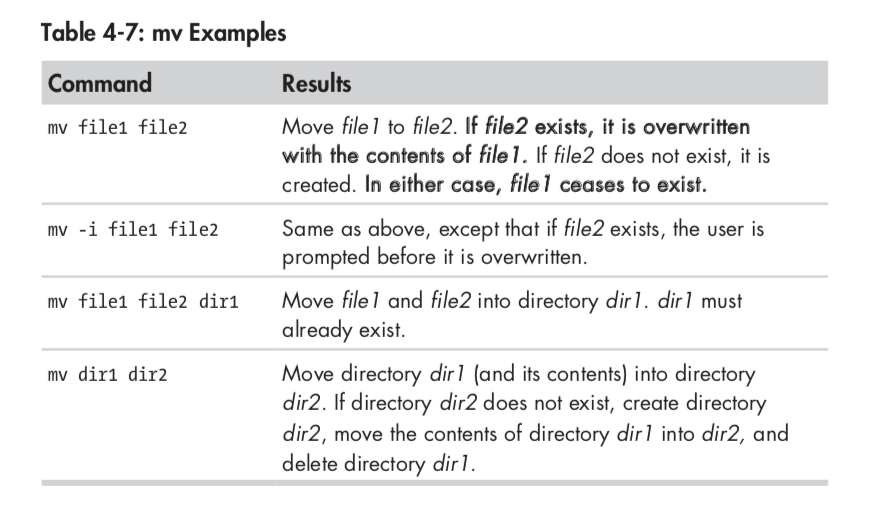 Table 4-7: mv Examples
Command Results
mv file1 file2 Move file1 to file2. If file2 exists, it is overwritten
with the contents of file1. If file2 does not exist, it is
created. In either case, file1 ceases to exist.
mv -i file1 file2 Same as above, except that if file2 exists, the user is
prompted before it is overwritten.
mv file1 file2 dir1 Move file1 and file2 into directory dir1. dir1 must
already exist.
mv dir1 dir2 Move directory dir1 (and its contents) into directory
dir2. If directory dir2 does not exist, create directory
dir2, move the contents of directory dir1 into dir2, and
delete directory dir1.